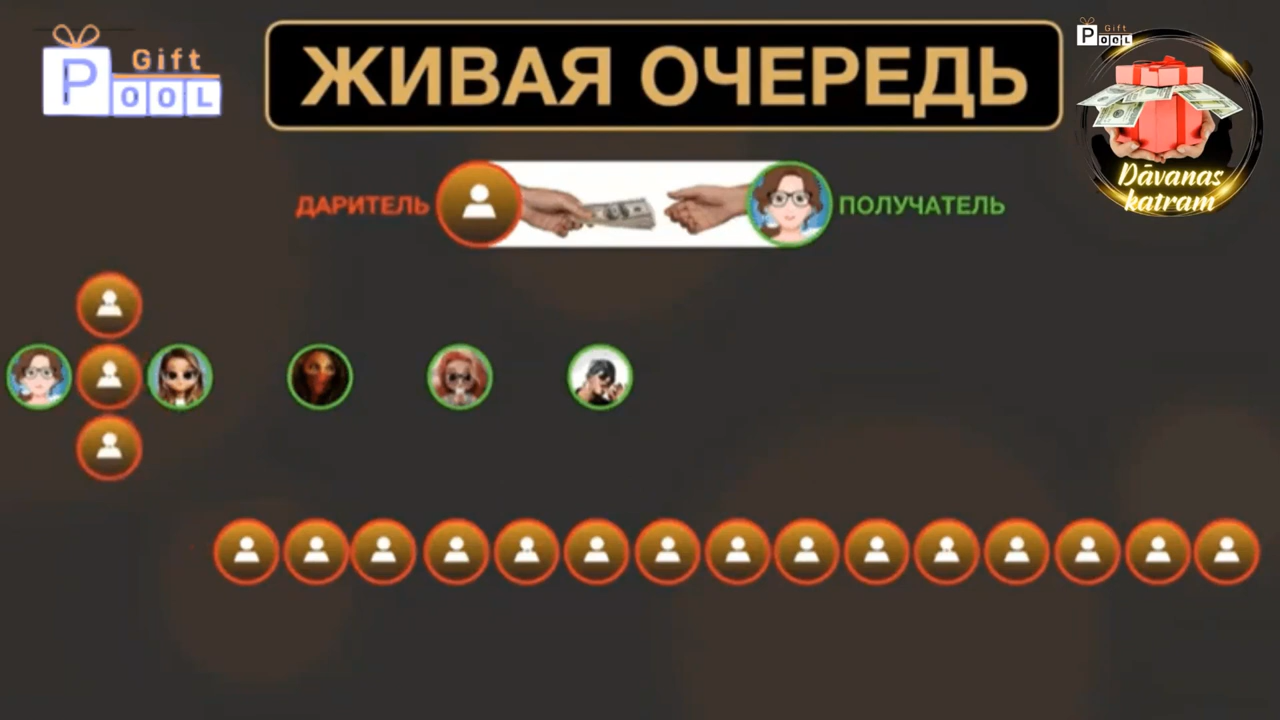 Gift
POOL
ЖИВАЯ ОЧЕРЕДЬ
Gift
POOL
Dāvanas
katram
ДАРИТЕЛЬ
ПОЛУЧАТЕЛЬ